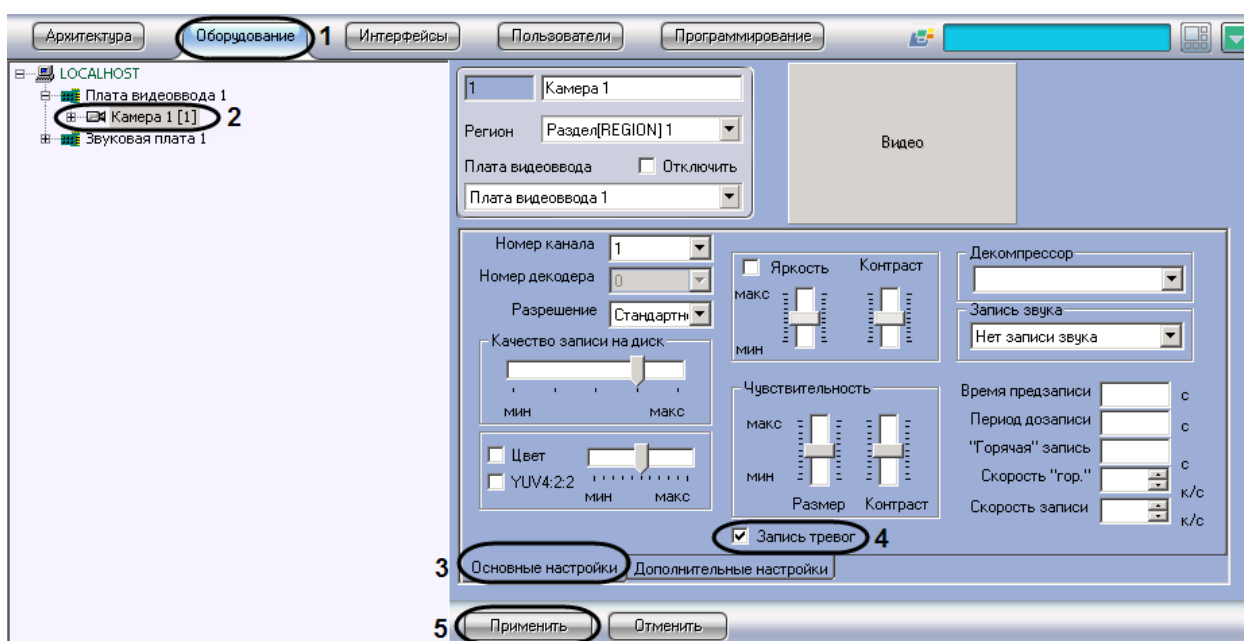 Архитектура Оборудование 1 Интерфейсы Пользователи Программирование
LOCALHOST
Плата видеоввода 1
Камера 1 [1] 2
Звуковая плата 1
1 Камера 1
Регион Раздел[REGION] 1
Плата видеоввода Отключить
Плата видеоввода 1
Видео
Номер канала 1
Номер декодера 0
Разрешение Стандартн
Качество записи на диск
мин макс
Цвет
YUV4:2:2
мин макс
Яркость Контраст
макс
мин
Чувствительность
макс
мин
Размер Контраст
Запись тревог 4
Декомпрессор
Запись звука
Нет записи звука
Время предзаписи с
Период дозаписи с
"Горячая" запись с
Скорость "гор." к/с
Скорость записи к/с
3 Основные настройки Дополнительные настройки
5 Применить Отменить